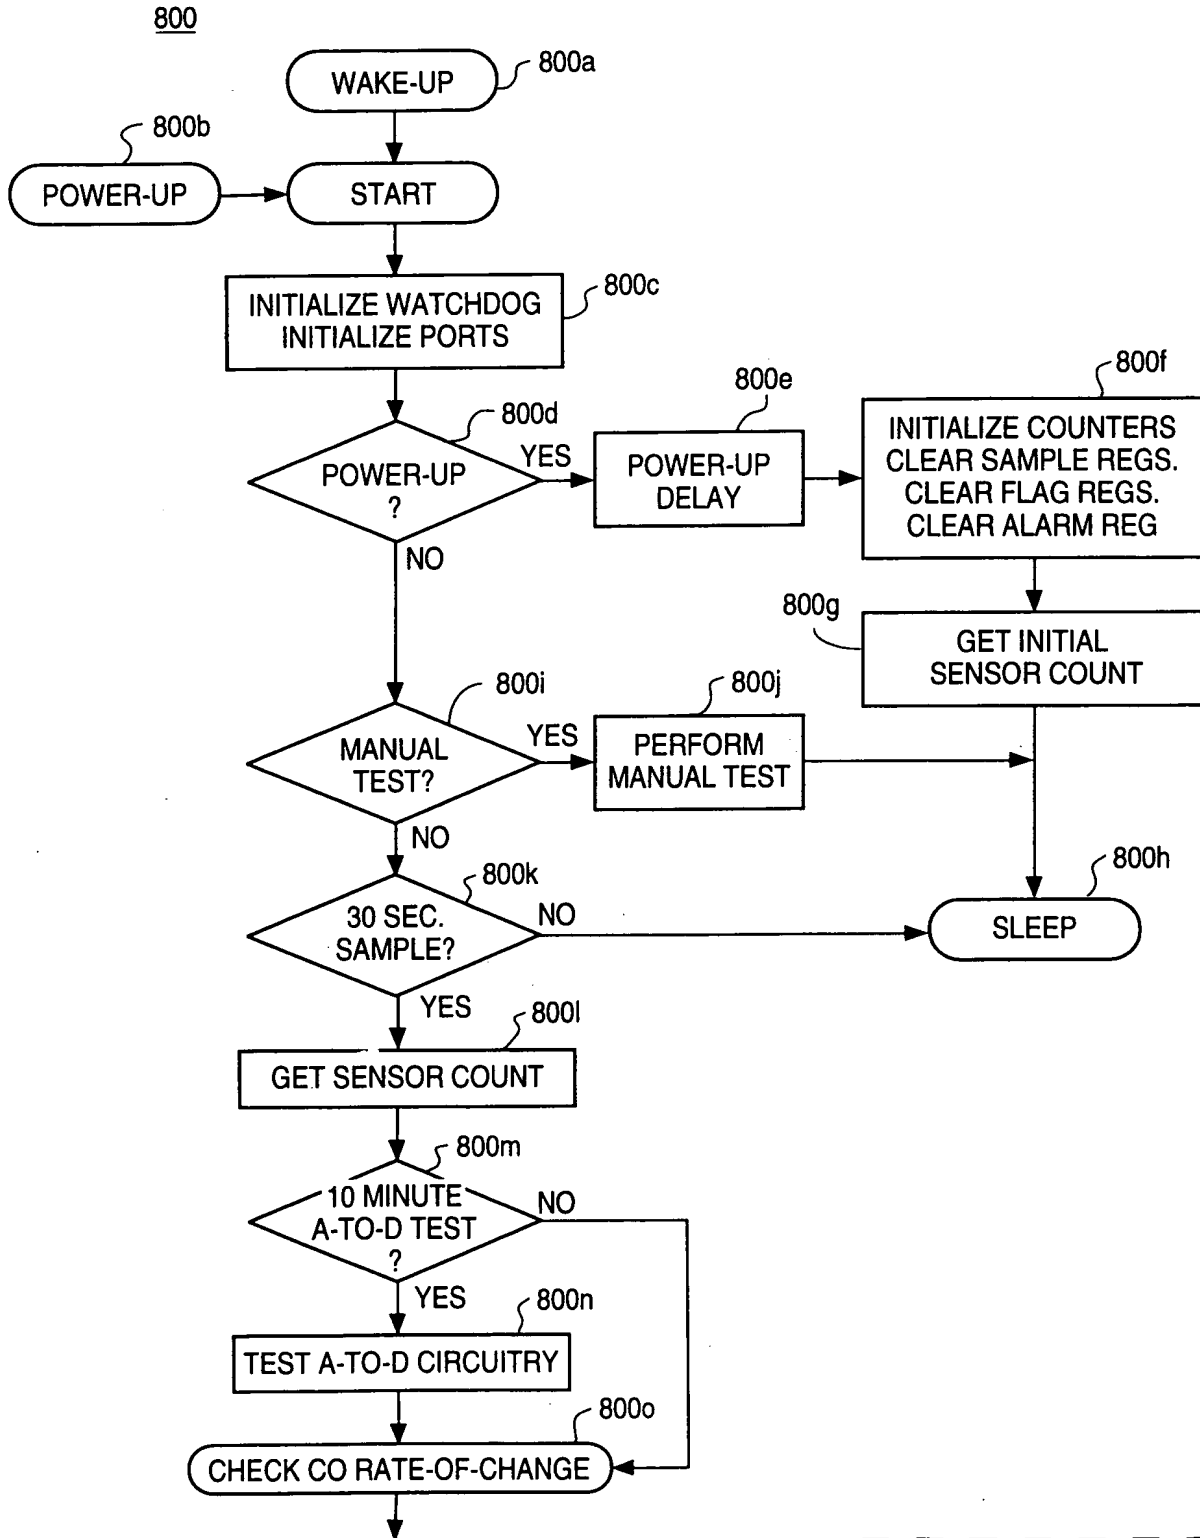 800
WAKE-UP
800a
800b
POWER-UP
START
INITIALIZE WATCHDOG
INITIALIZE PORTS
800c
800d
POWER-UP
?
YES
NO
800e
POWER-UP
DELAY
800f
INITIALIZE COUNTERS
CLEAR SAMPLE REGS.
CLEAR FLAG REGS.
CLEAR ALARM REG
800g
GET INITIAL
SENSOR COUNT
800i
MANUAL
TEST?
YES
NO
800j
PERFORM
MANUAL TEST
800k
30 SEC.
SAMPLE?
NO
YES
800h
SLEEP
800l
GET SENSOR COUNT
800m
10 MINUTE
A-TO-D TEST
?
NO
YES
800n
TEST A-TO-D CIRCUITRY
800o
CHECK CO RATE-OF-CHANGE